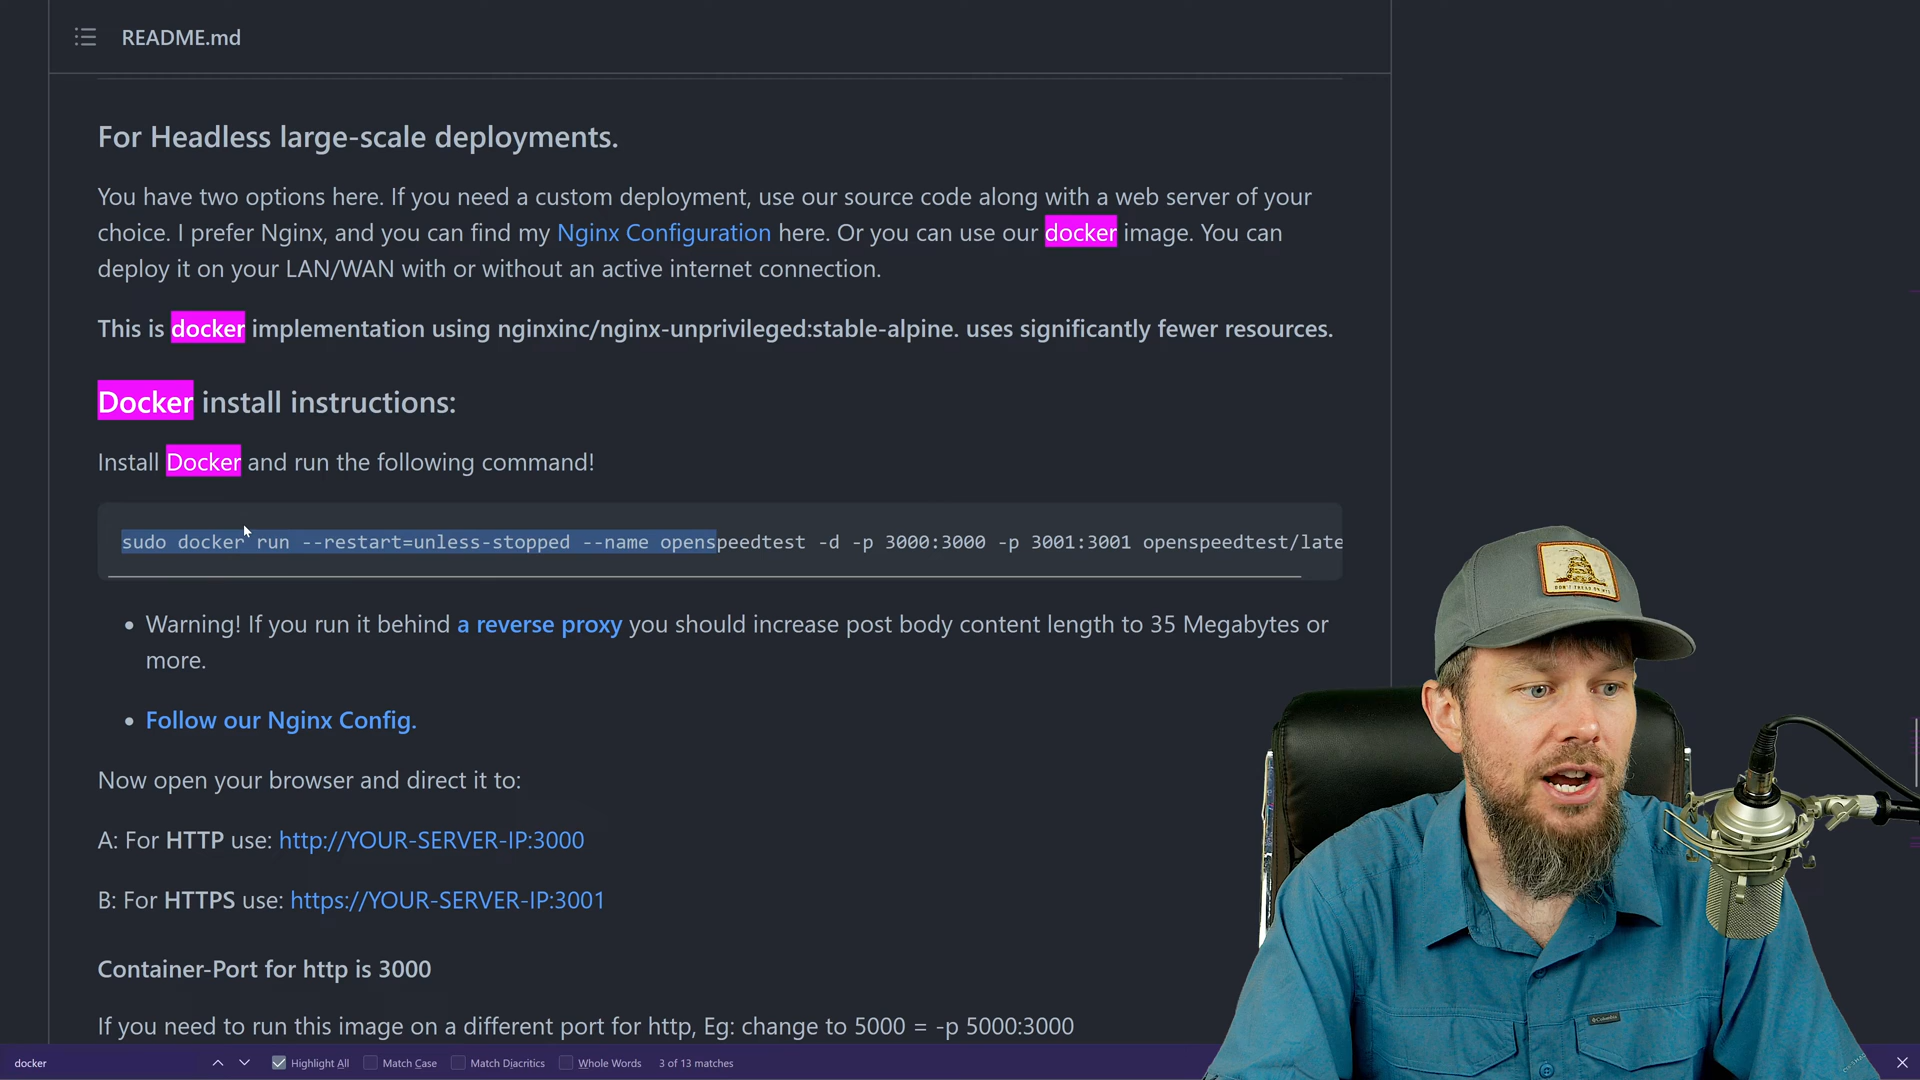 README.md
For Headless large-scale deployments.
You have two options here. If you need a custom deployment, use our source code along with a web server of your
choice. I prefer Nginx, and you can find my Nginx Configuration here. Or you can use our docker image. You can
deploy it on your LAN/WAN with or without an active internet connection.
This is docker implementation using nginxinc/nginx-unprivileged:stable-alpine. uses significantly fewer resources.
Docker install instructions:
Install Docker and run the following command!
sudo docker run --restart=unless-stopped --name openspeedtest -d -p 3000:3000 -p 3001:3001 openspeedtest/late
Warning! If you run it behind a reverse proxy you should increase post body content length to 35 Megabytes or
more.
Follow our Nginx Config.
Now open your browser and direct it to:
A: For HTTP use: http://YOUR-SERVER-IP:3000
B: For HTTPS use: https://YOUR-SERVER-IP:3001
Container-Port for http is 3000
If you need to run this image on a different port for http, Eg: change to 5000 = -p 5000:3000
docker Highlight All Match Case Match Diacritics Whole Words 3 of 13 matches
DON'T TREAD ON ME
Columbia